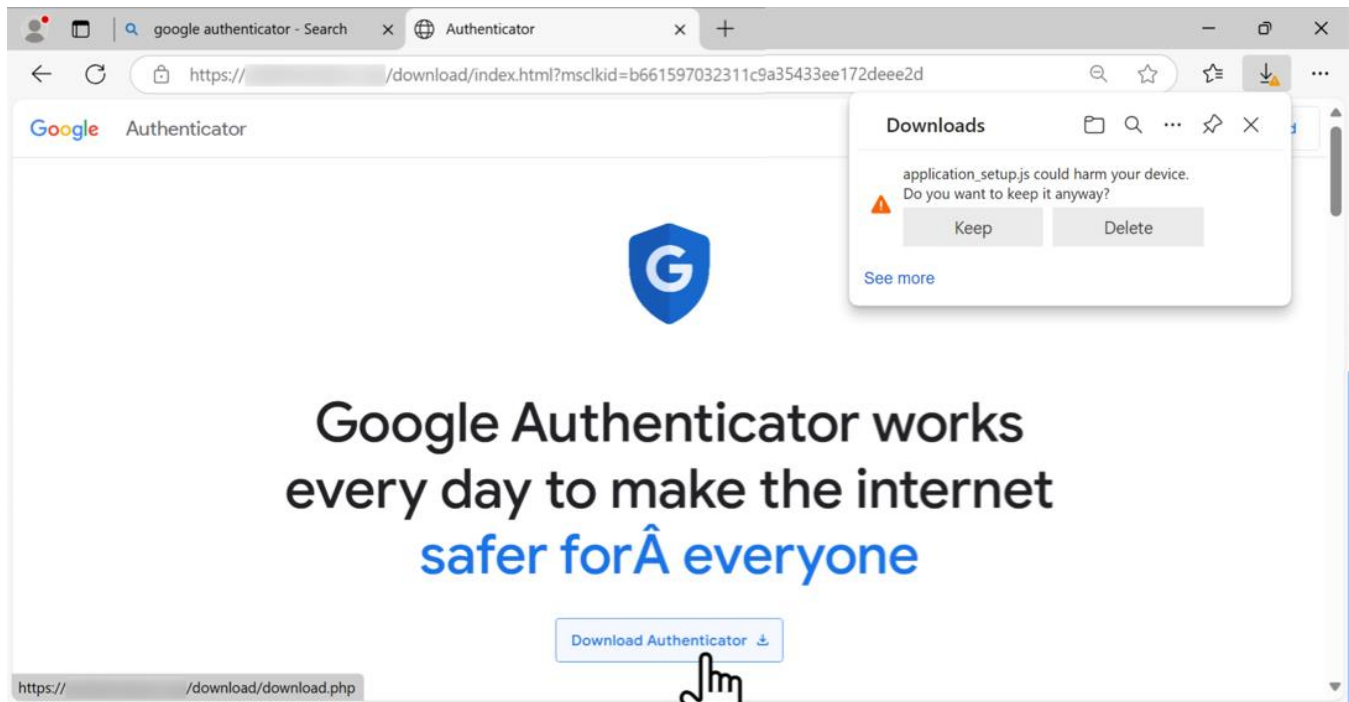 google authenticator - Search
Authenticator
https:// /download/index.html?msclkid=b661597032311c9a35433ee172deee2d
Google Authenticator
Downloads
application_setup.js could harm your device.
Do you want to keep it anyway?
Keep Delete
See more
G
Google Authenticator works
every day to make the internet
safer forÂ everyone
Download Authenticator
https:// /download/download.php